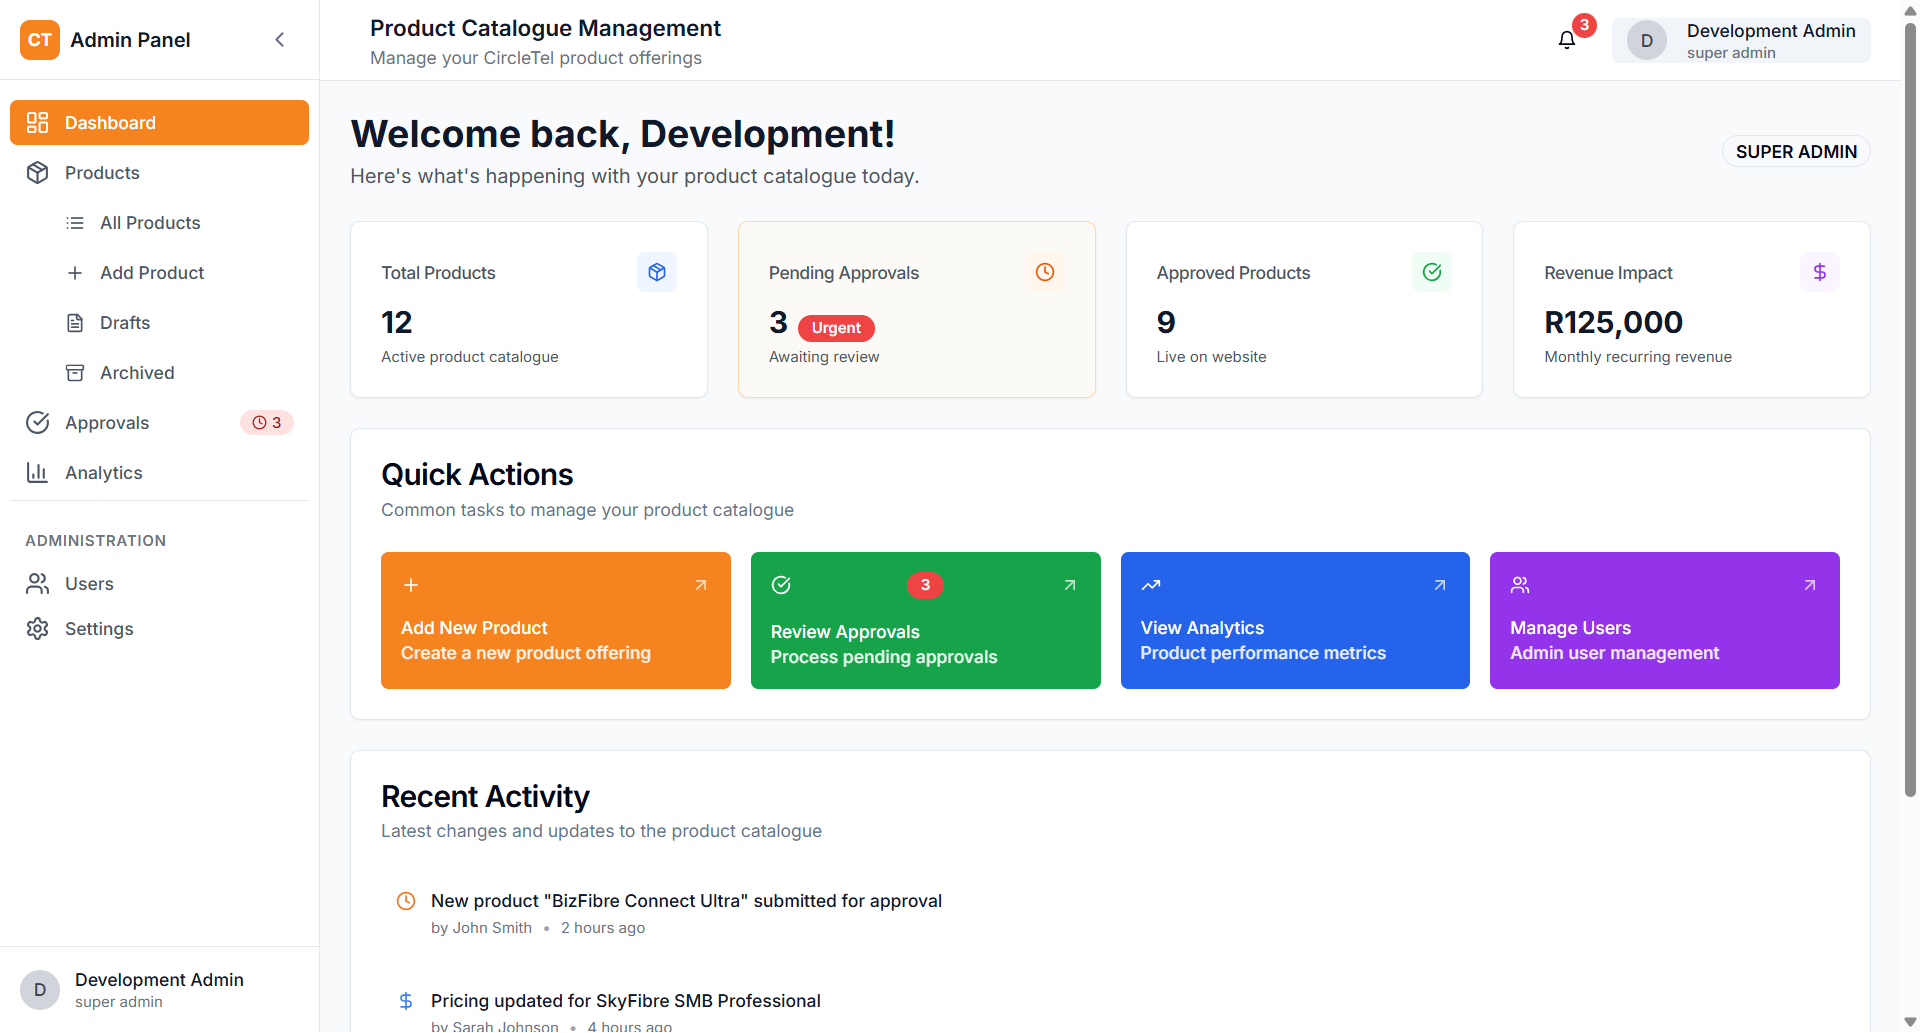 CT Admin Panel
Dashboard
Products
All Products
Add Product
Drafts
Archived
Approvals 3
Analytics
ADMINISTRATION
Users
Settings
D Development Admin
super admin
Product Catalogue Management
Manage your CircleTel product offerings
3
D Development Admin
super admin
Welcome back, Development!
Here's what's happening with your product catalogue today.
SUPER ADMIN
Total Products
12
Active product catalogue
Pending Approvals
3 Urgent
Awaiting review
Approved Products
9
Live on website
Revenue Impact
R125,000
Monthly recurring revenue
Quick Actions
Common tasks to manage your product catalogue
Add New Product
Create a new product offering
3
Review Approvals
Process pending approvals
View Analytics
Product performance metrics
Manage Users
Admin user management
Recent Activity
Latest changes and updates to the product catalogue
New product "BizFibre Connect Ultra" submitted for approval
by John Smith • 2 hours ago
Pricing updated for SkyFibre SMB Professional
by Sarah Johnson • 4 hours ago